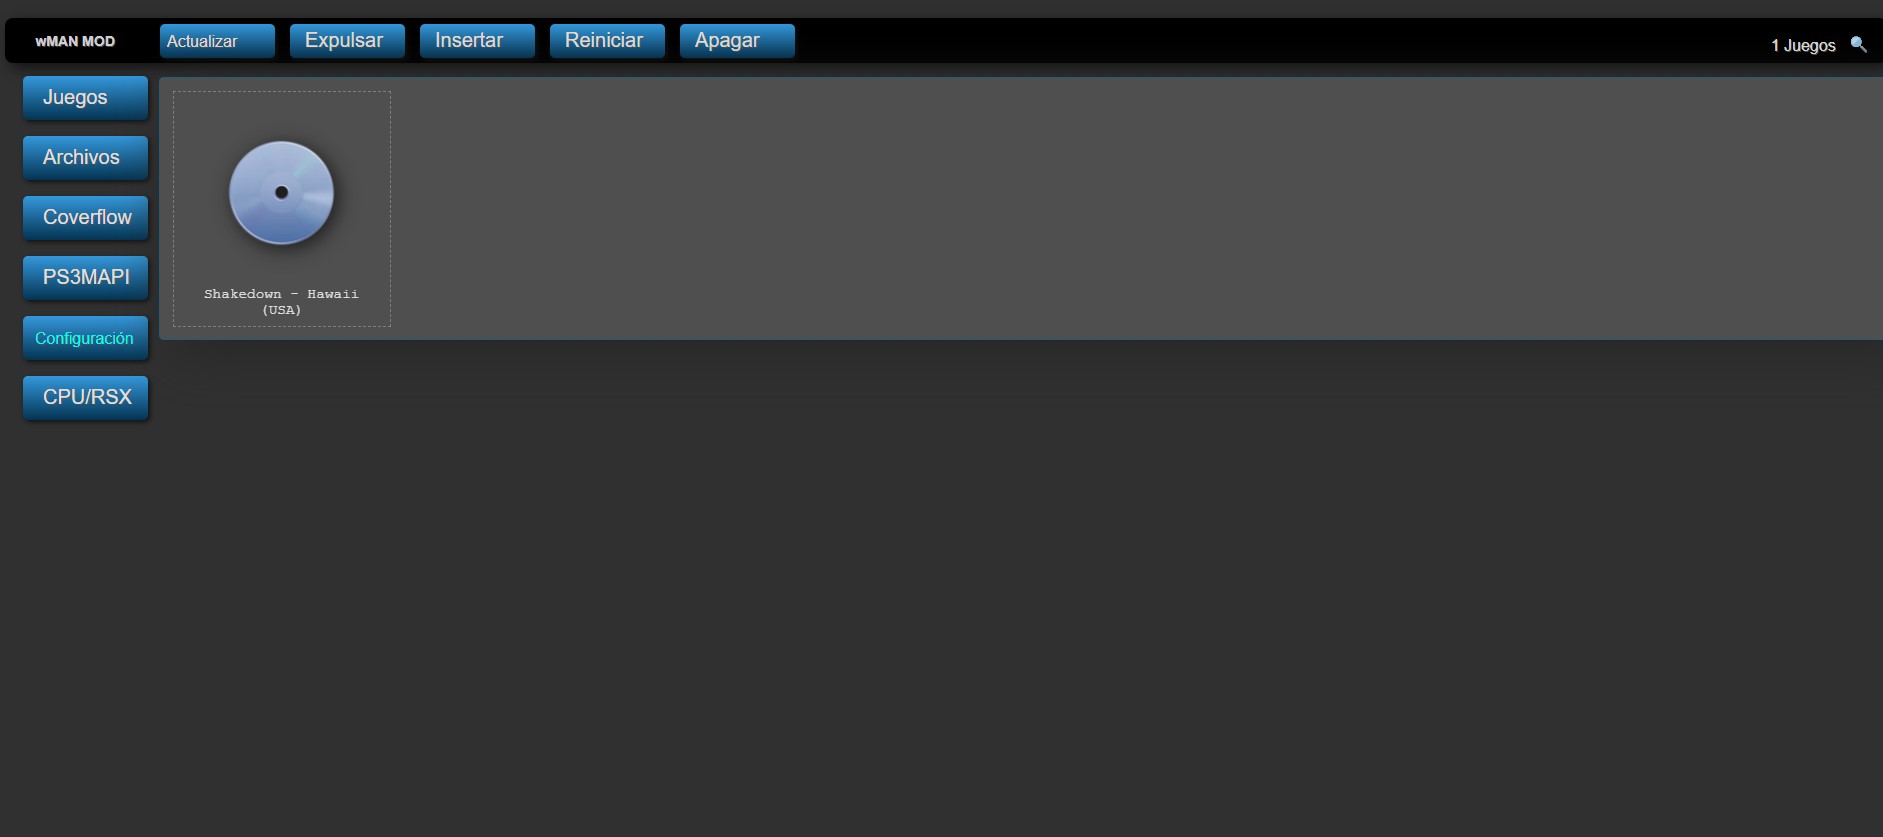 wMAN MOD
Actualizar
Expulsar
Insertar
Reiniciar
Apagar
1 Juegos
Juegos
Archivos
Coverflow
PS3MAPI
Configuración
CPU/RSX
Shakedown - Hawaii
(USA)